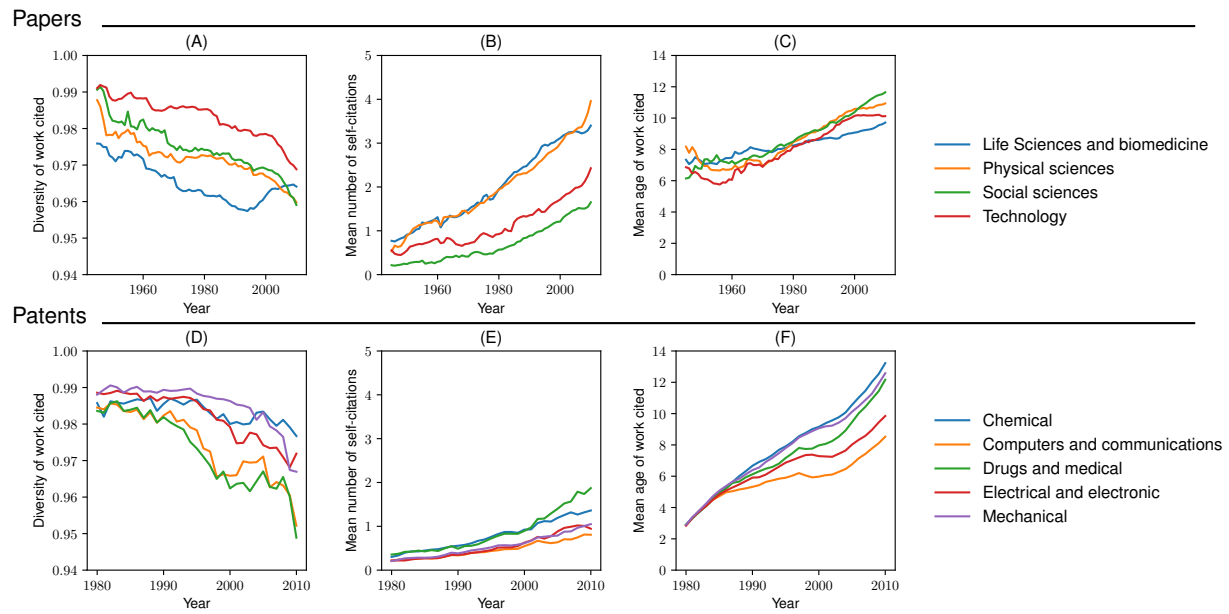 Papers
(A)
1.00
0.99
0.98
0.97
0.96
0.95
0.94
Diversity of work cited
1960
1980
2000
Year
(B)
5
4
3
2
1
0
Mean number of self-citations
1960
1980
2000
Year
(C)
14
12
10
8
6
4
2
0
Mean age of work cited
1960
1980
2000
Year
Life Sciences and biomedicine
Physical sciences
Social sciences
Technology
Patents
(D)
1.00
0.99
0.98
0.97
0.96
0.95
0.94
Diversity of work cited
1980
1990
2000
2010
Year
(E)
5
4
3
2
1
0
Mean number of self-citations
1980
1990
2000
2010
Year
(F)
14
12
10
8
6
4
2
0
Mean age of work cited
1980
1990
2000
2010
Year
Chemical
Computers and communications
Drugs and medical
Electrical and electronic
Mechanical